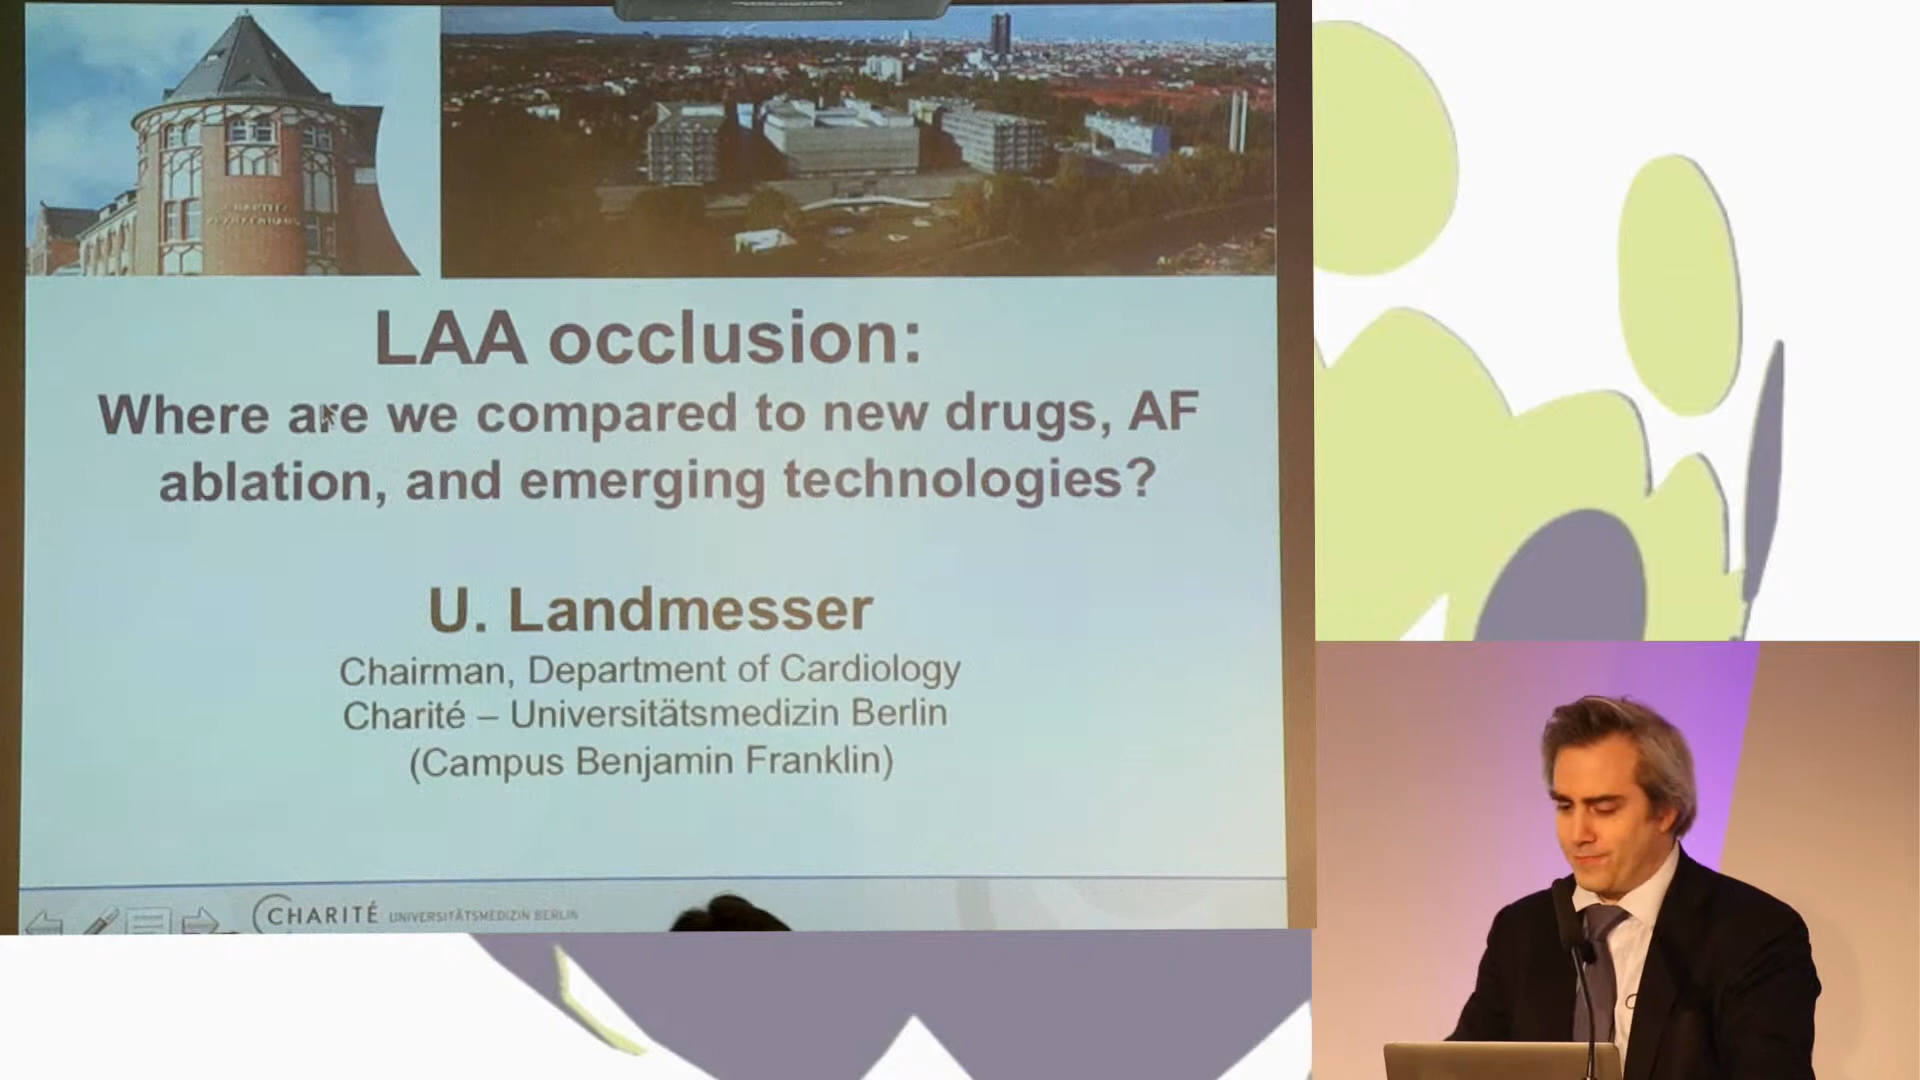 CHARITÉ
LAA occlusion:
Where are we compared to new drugs, AF
ablation, and emerging technologies?
U. Landmesser
Chairman, Department of Cardiology
Charité – Universitätsmedizin Berlin
(Campus Benjamin Franklin)
CHARITÉ UNIVERSITÄTSMEDIZIN BERLIN